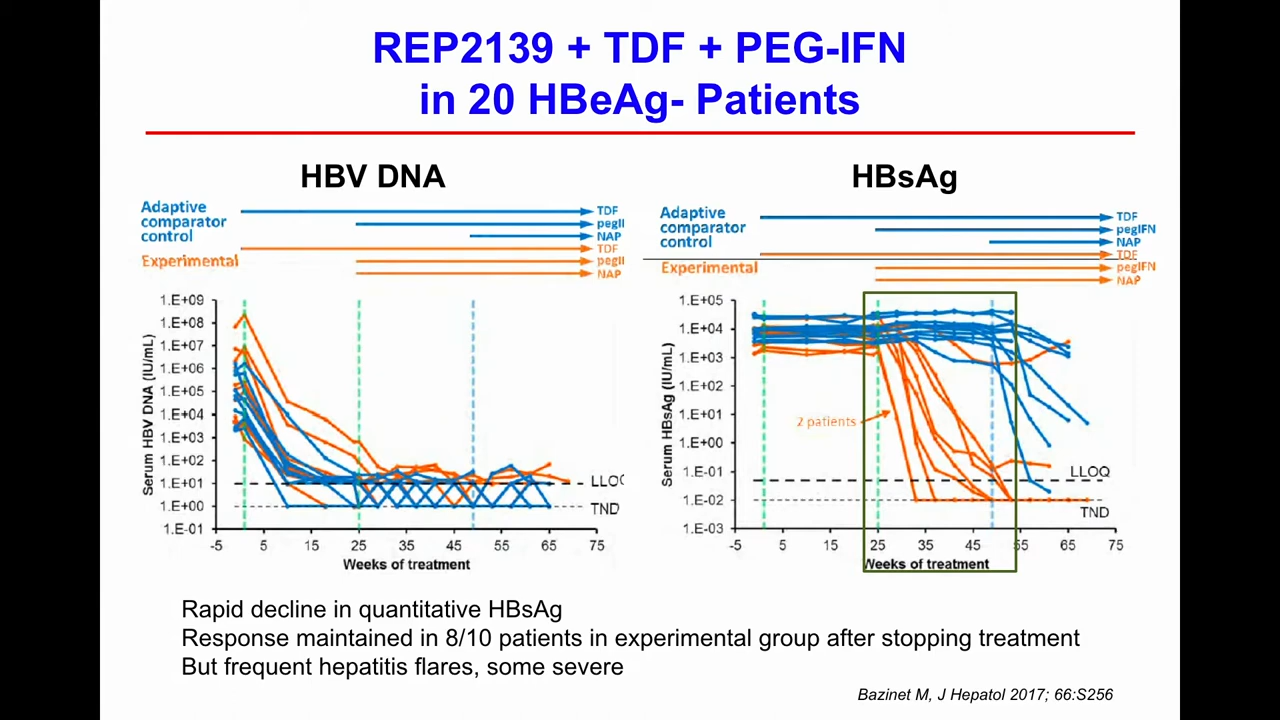 REP2139 + TDF + PEG-IFN
in 20 HBeAg- Patients
HBV DNA
Adaptive
comparator
control
Experimental
TDF
pegII
NAP
TDF
pegII
NAP
Serum HBV DNA (IU/mL)
1.E+09
1.E+08
1.E+07
1.E+06
1.E+05
1.E+04
1.E+03
1.E+02
1.E+01
1.E+00
1.E-01
LLOQ
TND
-5 5 15 25 35 45 55 65 75
Weeks of treatment
HBsAg
Adaptive
comparator
control
Experimental
TDF
pegIFN
NAP
TDF
pegIFN
NAP
Serum HBsAg (IU/mL)
1.E+05
1.E+04
1.E+03
1.E+02
1.E+01
1.E+00
1.E-01
1.E-02
1.E-03
2 patients
LLOQ
TND
-5 5 15 25 35 45 55 65 75
Weeks of treatment
Rapid decline in quantitative HBsAg
Response maintained in 8/10 patients in experimental group after stopping treatment
But frequent hepatitis flares, some severe
Bazinet M, J Hepatol 2017; 66:S256